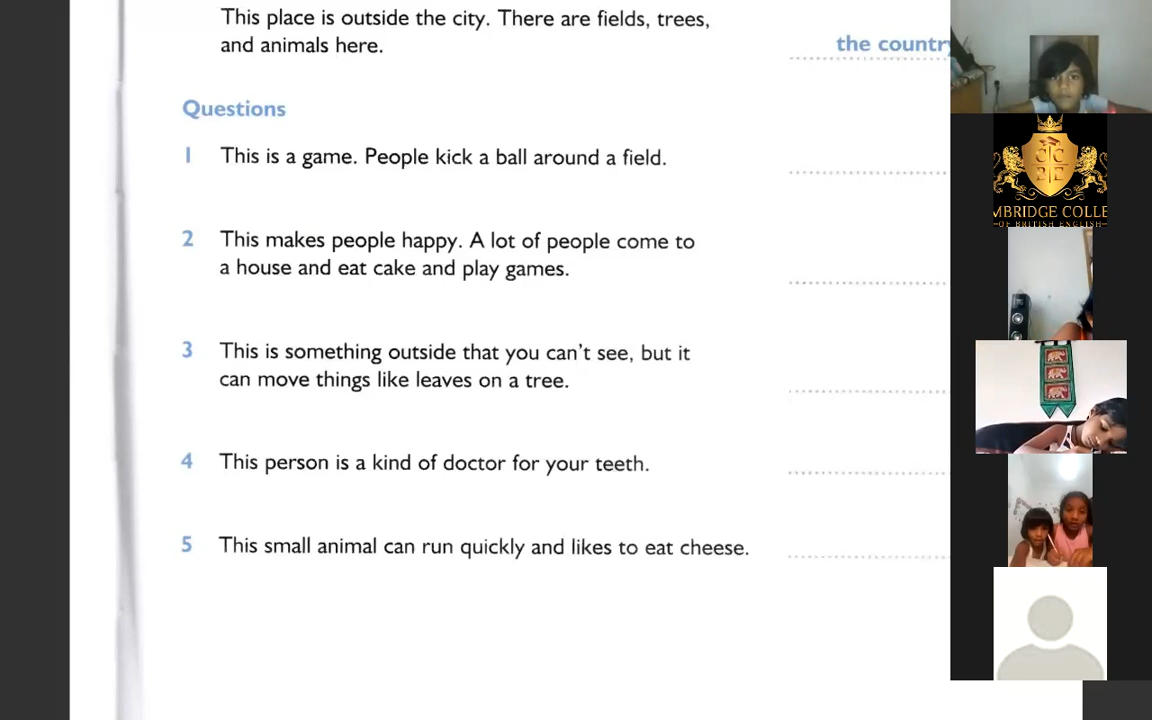 This place is outside the city. There are fields, trees,
and animals here.
the country
Questions
1 This is a game. People kick a ball around a field.
2 This makes people happy. A lot of people come to
a house and eat cake and play games.
3 This is something outside that you can't see, but it
can move things like leaves on a tree.
4 This person is a kind of doctor for your teeth.
5 This small animal can run quickly and likes to eat cheese.
MBRIDGE COLLE
OF BRITISH ENGLISH